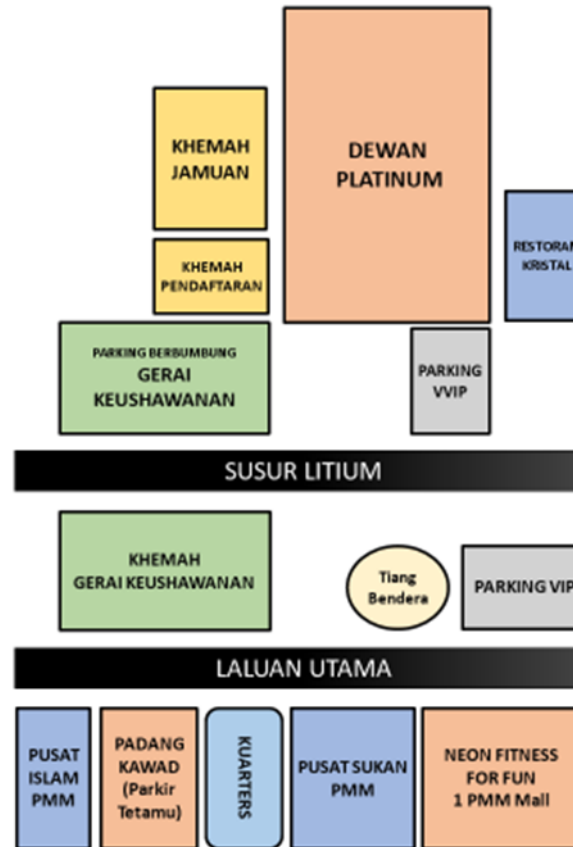 KHEMAH
JAMUAN
DEWAN
PLATINUM
RESTORAN
KRISTAL
KHEMAH
PENDAFTARAN
PARKING BERBUMBUNG
GERAI
KEUSHAWANAN
PARKING
VVIP
SUSUR LITIUM
KHEMAH
GERAI KEUSHAWANAN
Tiang
Bendera
PARKING VIP
LALUAN UTAMA
PUSAT
ISLAM
PMM
PADANG
KAWAD
(Parkir
Tetamu)
KUARTERS
PUSAT SUKAN
PMM
NEON FITNESS
FOR FUN
1 PMM Mall